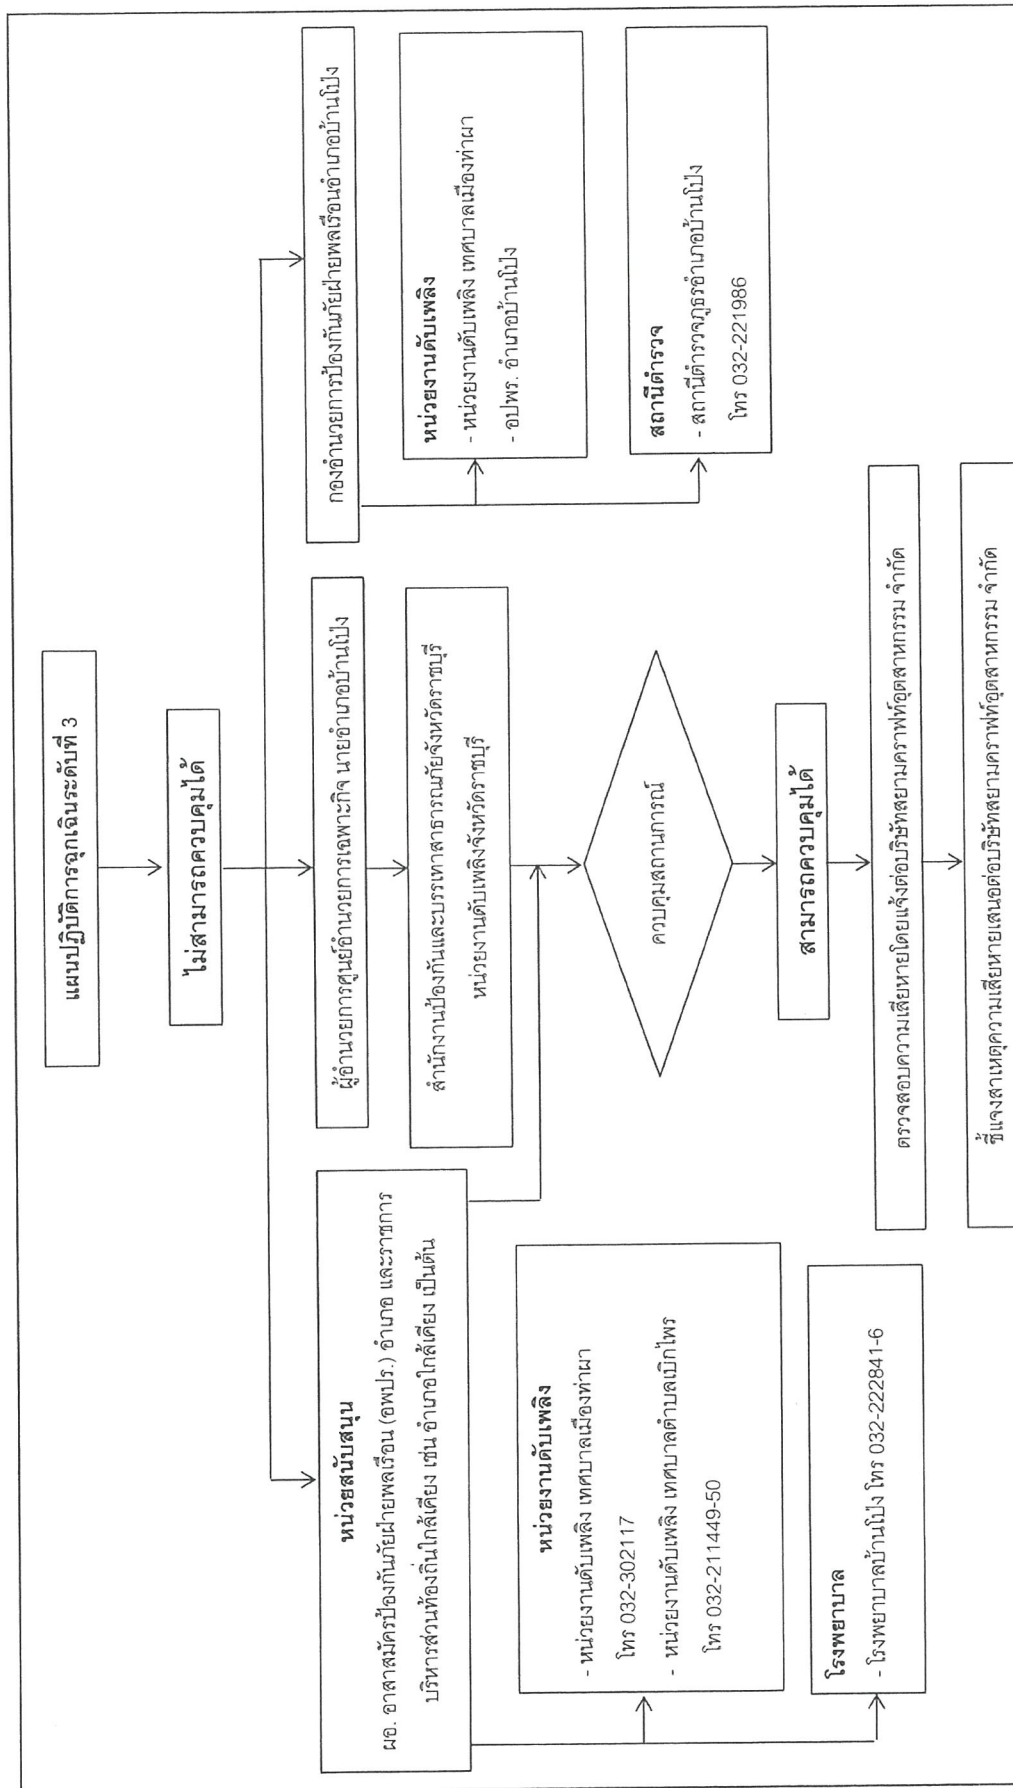 แผนปฏิบัติการฉุกเฉินระดับที่ 3
ไม่สามารถควบคุมได้
หน่วยสนับสนุน
ผอ. อาสาสมัครป้องกันภัยฝ่ายพลเรือน (อพปร.) อำเภอ และราชการ
บริหารส่วนท้องถิ่นใกล้เคียง เช่น อำเภอใกล้เคียง เป็นต้น
ผู้อำนวยการศูนย์อำนวยการเฉพาะกิจ นายอำเภอบ้านโป่ง
กองอำนวยการป้องกันภัยฝ่ายพลเรือนอำเภอบ้านโป่ง
สำนักงานป้องกันและบรรเทาสาธารณภัยจังหวัดราชบุรี
หน่วยงานดับเพลิงจังหวัดราชบุรี
หน่วยงานดับเพลิง
- หน่วยงานดับเพลิง เทศบาลเมืองท่าผา
- อปพร. อำเภอบ้านโป่ง
หน่วยงานดับเพลิง
- หน่วยงานดับเพลิง เทศบาลเมืองท่าผา
โทร 032-302117
- หน่วยงานดับเพลิง เทศบาลตำบลเบิกไพร
โทร 032-211449-50
ควบคุมสถานการณ์
สถานีตำรวจ
- สถานีตำรวจภูธรอำเภอบ้านโป่ง
โทร 032-221986
สามารถควบคุมได้
โรงพยาบาล
- โรงพยาบาลบ้านโป่ง โทร 032-222841-6
ตรวจสอบความเสียหายโดยแจ้งต่อบริษัทสยามคราฟท์อุตสาหกรรม จำกัด
ชี้แจงสาเหตุความเสียหายเสนอต่อบริษัทสยามคราฟท์อุตสาหกรรม จำกัด